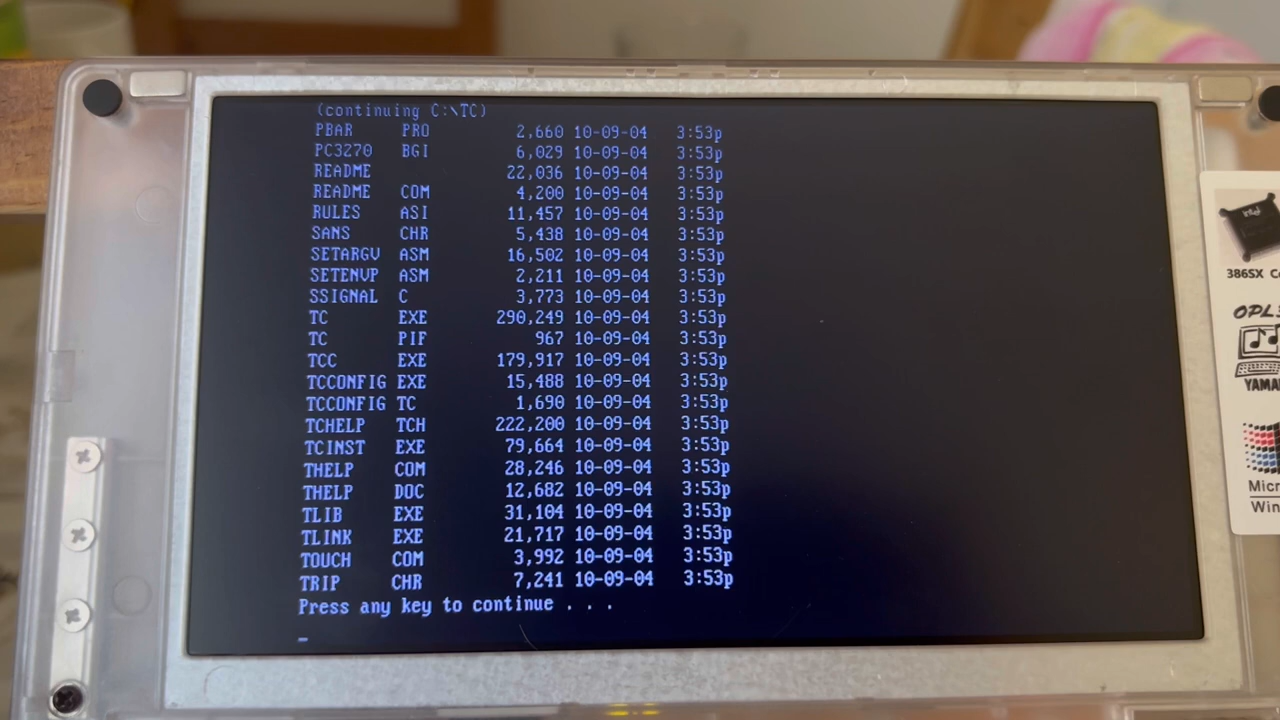 (continuing C:\TC)
PBAR PRO 2,660 10-09-04 3:53p
PC3270 BGI 6,029 10-09-04 3:53p
README 22,036 10-09-04 3:53p
README COM 4,200 10-09-04 3:53p
RULES ASI 11,457 10-09-04 3:53p
SANS CHR 5,438 10-09-04 3:53p
SETARGV ASM 16,502 10-09-04 3:53p
SETENVP ASM 2,211 10-09-04 3:53p
SSIGNAL C 3,773 10-09-04 3:53p
TC EXE 290,249 10-09-04 3:53p
TC PIF 967 10-09-04 3:53p
TCC EXE 179,917 10-09-04 3:53p
TCCONFIG EXE 15,488 10-09-04 3:53p
TCCONFIG TC 1,690 10-09-04 3:53p
TCHELP TCH 222,200 10-09-04 3:53p
TCINST EXE 79,664 10-09-04 3:53p
THELP COM 28,246 10-09-04 3:53p
THELP DOC 12,682 10-09-04 3:53p
TLIB EXE 31,104 10-09-04 3:53p
TLINK EXE 21,717 10-09-04 3:53p
TOUCH COM 3,992 10-09-04 3:53p
TRIP CHR 7,241 10-09-04 3:53p
Press any key to continue . . .
_
intel
386SX